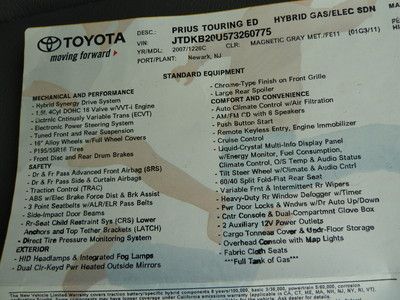 TOYOTA
moving forward
DESC.: PRIUS TOURING ED HYBRID GAS/ELEC SDN
VIN: JTDKB20U573260775
YR/MDL: 2007/1226C CLR: MAGNETIC GRAY MET./FE11 (01G3/11)
PORT/PLANT: Newark, NJ
STANDARD EQUIPMENT
MECHANICAL AND PERFORMANCE
- Hybrid Synergy Drive System
- 1.5L 4Cyl DOHC 16 Valve w/VVT-i Engine
- Elctrnic Cntinusly Variable Trans (ECVT)
- Electronic Power Steering System
- Tuned Front and Rear Suspension
- 16" Alloy Wheels w/Full Wheel Covers
- P195/55R16 Tires
- Front Disc and Rear Drum Brakes
SAFETY
- Dr & Fr Pass Advanced Front Airbag (SRS)
- Dr & Fr Pass Side & Curtain Airbags
- Traction Control (TRAC)
- ABS w/Elec Brake Force Dist & Brk Assist
- 3 Point Seatbelts w/ALR/ELR Pass Belts
- Side-Impact Door Beams
- Rr-Seat Child Restraint Sys (CRS) Lower
Anchors and Top Tethers Brackets (LATCH)
- Direct Tire Pressure Monitoring System
EXTERIOR
- HID Headlamps & Integrated Fog Lamps
- Dual Clr-Keyd Pwr Heated Outside Mirrors
- Chrome-Type Finish on Front Grille
- Large Rear Spoiler
COMFORT AND CONVENIENCE
- Auto Climate Control w/Air Filtration
- AM/FM CD with 6 Speakers
- Push Button Start
- Remote Keyless Entry, Engine Immobilizer
- Cruise Control
- Liquid-Crystal Multi-Info Display Panel
w/Energy Monitor, Fuel Consumption,
Climate Control, O/S Temp & Audio Status
- Tilt Steer Wheel w/Climate & Audio Cntrl
- 60/40 Split Fold-Flat Rear Seat
- Variable Frnt & Intermittent Rr Wipers
- Heavy-Duty Rr Window Defogger w/Timer
- Pwr Door Locks & Wndws w/Dr Auto Up/Down
- Cntr Console & Dual-Compartmnt Glove Box
- 2 Auxiliary 12V Power Outlets
- Cargo Tonneau Cover & Undr-Floor Storage
- Overhead Console with Map Lights
- Fabric Cloth Seats
***Full Tank of Gas***